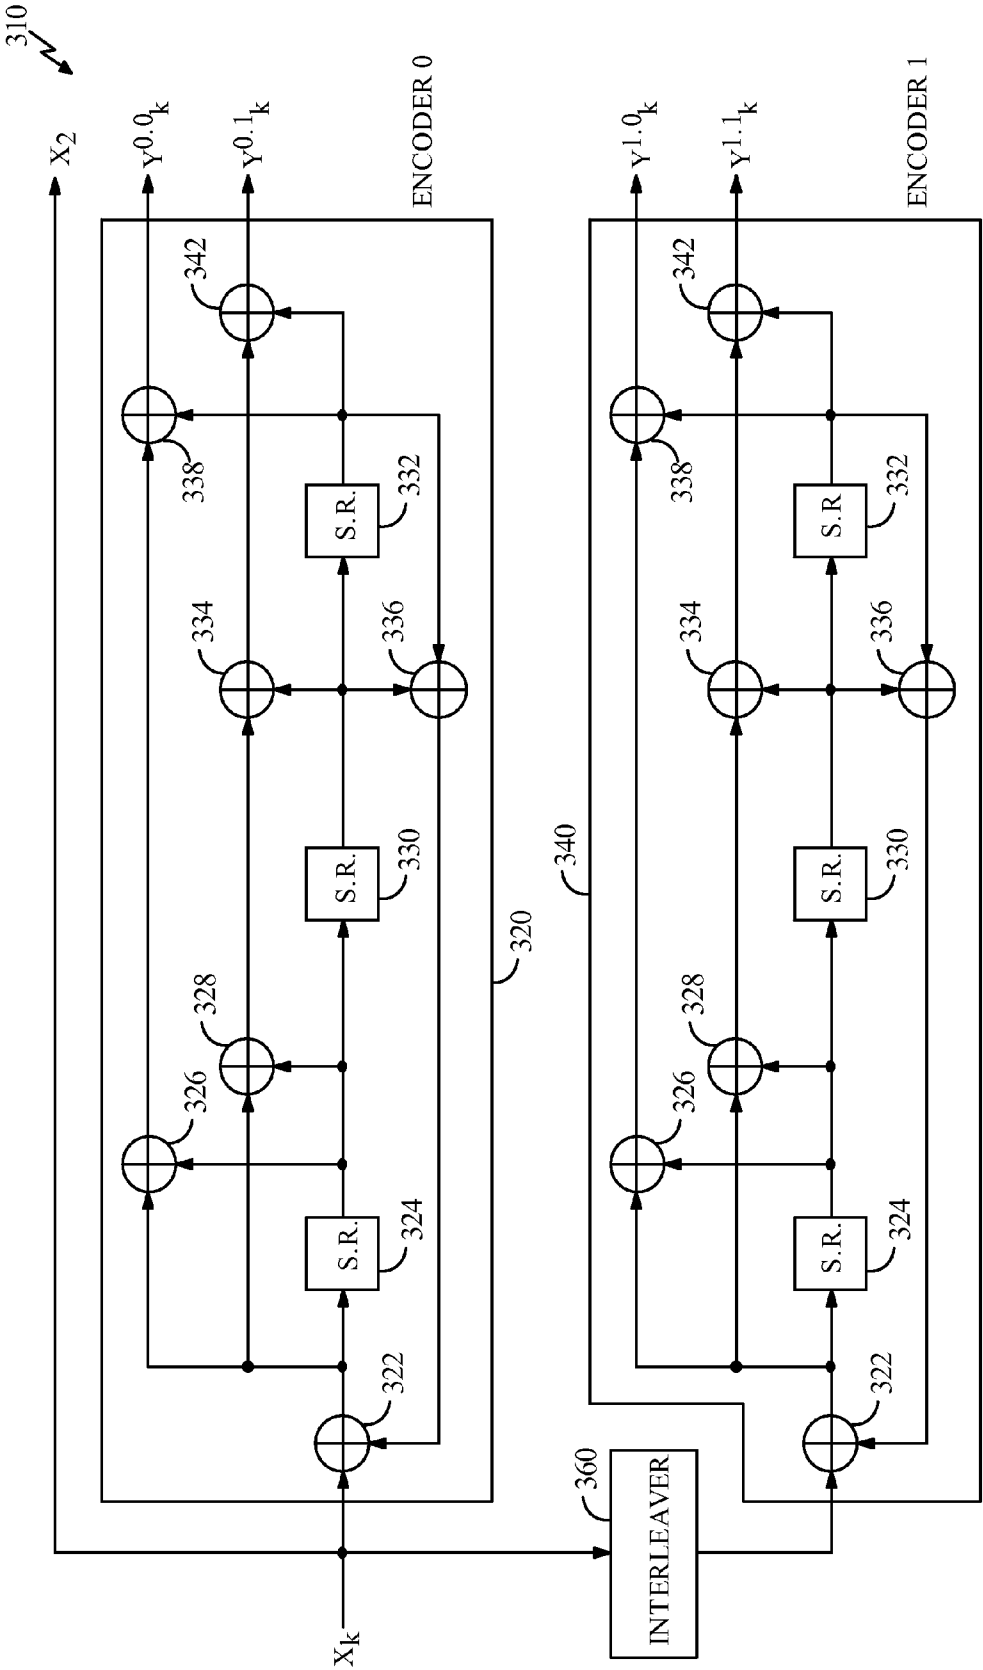 310
X2
Y0.0k
Y0.1k
ENCODER 0
342
338
S.R.
332
334
336
S.R.
330
328
326
S.R.
324
322
320
Xk
360
INTERLEAVER
340
Y1.0k
Y1.1k
ENCODER 1
342
338
S.R
332
334
336
S.R.
330
328
326
S.R.
324
322